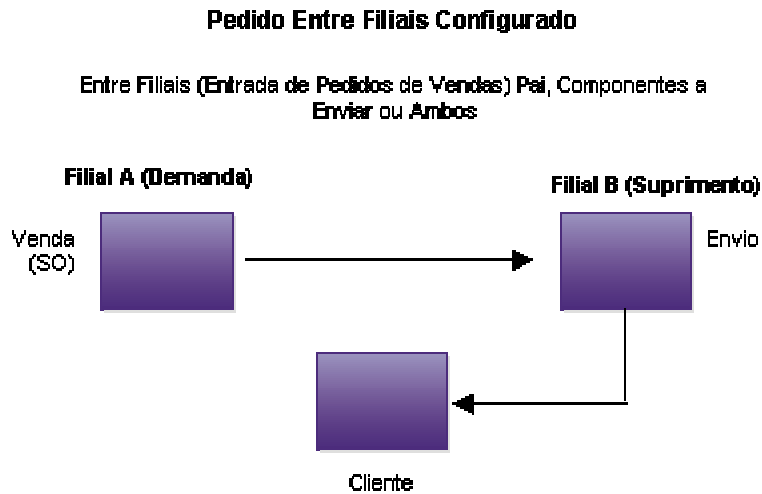 Pedido Entre Filiais Configurado
Entre Filiais (Entrada de Pedidos de Vendas) Pai, Componentes a
Enviar ou Ambos
Filial A (Demanda)
Filial B (Suprimento)
Venda
(SO)
Envio
Cliente